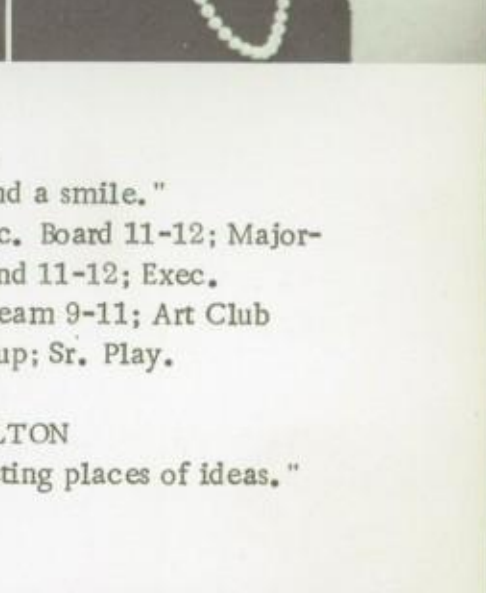 nd a smile."
c. Board 11-12; Major-
nd 11-12; Exec.
eam 9-11; Art Club
up; Sr. Play.
LTON
ting places of ideas."